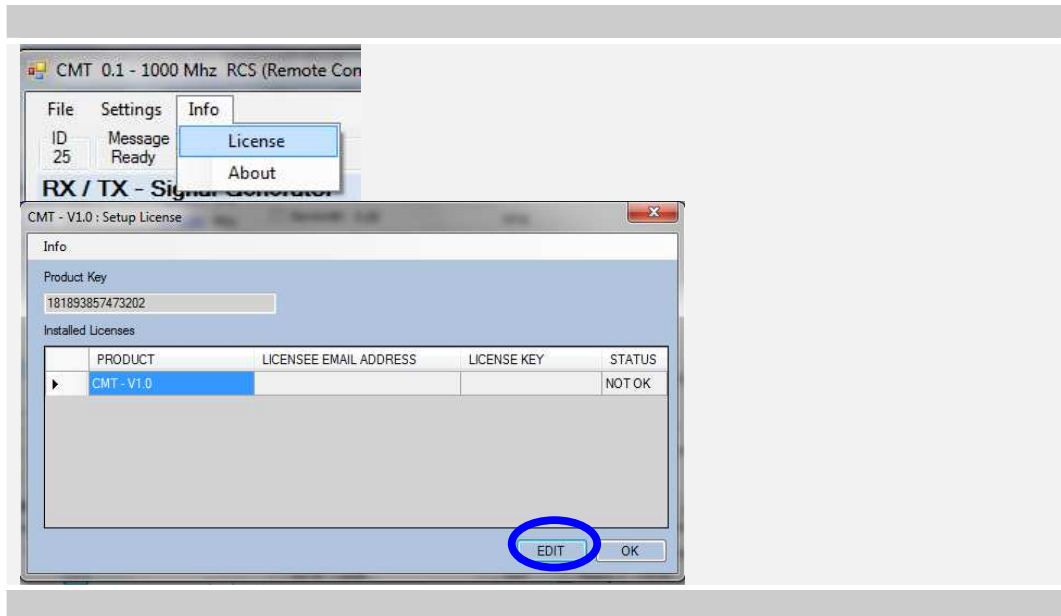 CMT 0.1 - 1000 Mhz RCS (Remote Con
File Settings Info
ID Message License
25 Ready About
RX / TX - Signal Generator
CMT - V1.0 : Setup License
Info
Product Key
181893857473202
Installed Licenses
PRODUCT LICENSEE EMAIL ADDRESS LICENSE KEY STATUS
CMT - V1.0 NOT OK
EDIT OK